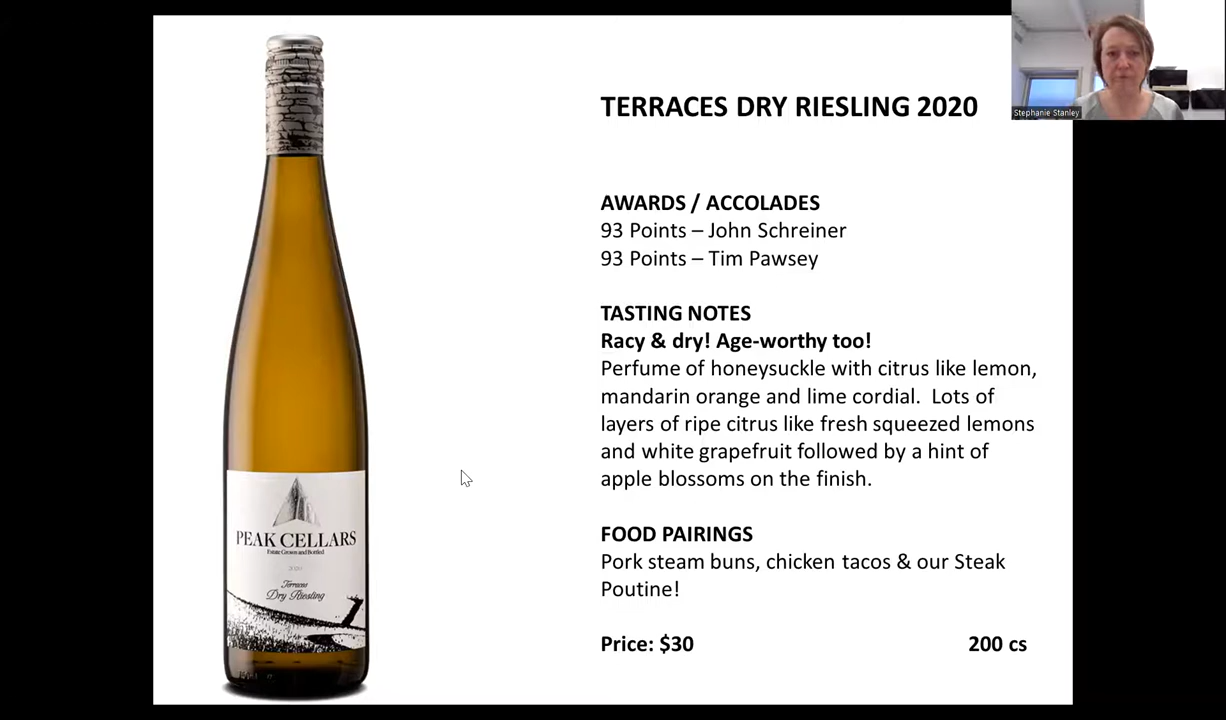 TERRACES DRY RIESLING 2020
Stephanie Stanley
AWARDS / ACCOLADES
93 Points – John Schreiner
93 Points – Tim Pawsey
TASTING NOTES
Racy & dry! Age-worthy too!
Perfume of honeysuckle with citrus like lemon,
mandarin orange and lime cordial.  Lots of
layers of ripe citrus like fresh squeezed lemons
and white grapefruit followed by a hint of
apple blossoms on the finish.
FOOD PAIRINGS
Pork steam buns, chicken tacos & our Steak
Poutine!
Price: $30 200 cs
PEAK CELLARS
Estate Grown and Bottled
2020
Terraces
Dry Riesling